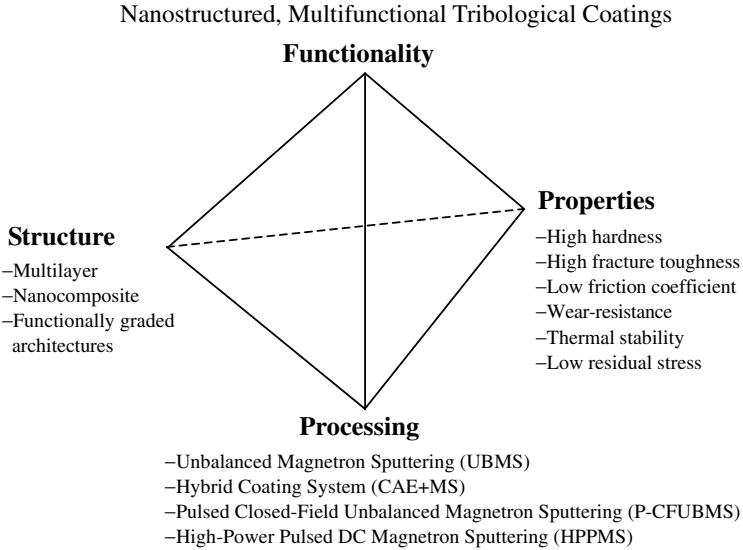 Nanostructured, Multifunctional Tribological Coatings
Functionality
Properties
–High hardness
–High fracture toughness
–Low friction coefficient
–Wear-resistance
–Thermal stability
–Low residual stress
Structure
–Multilayer
–Nanocomposite
–Functionally graded
architectures
Processing
–Unbalanced Magnetron Sputtering (UBMS)
–Hybrid Coating System (CAE+MS)
–Pulsed Closed-Field Unbalanced Magnetron Sputtering (P-CFUBMS)
–High-Power Pulsed DC Magnetron Sputtering (HPPMS)